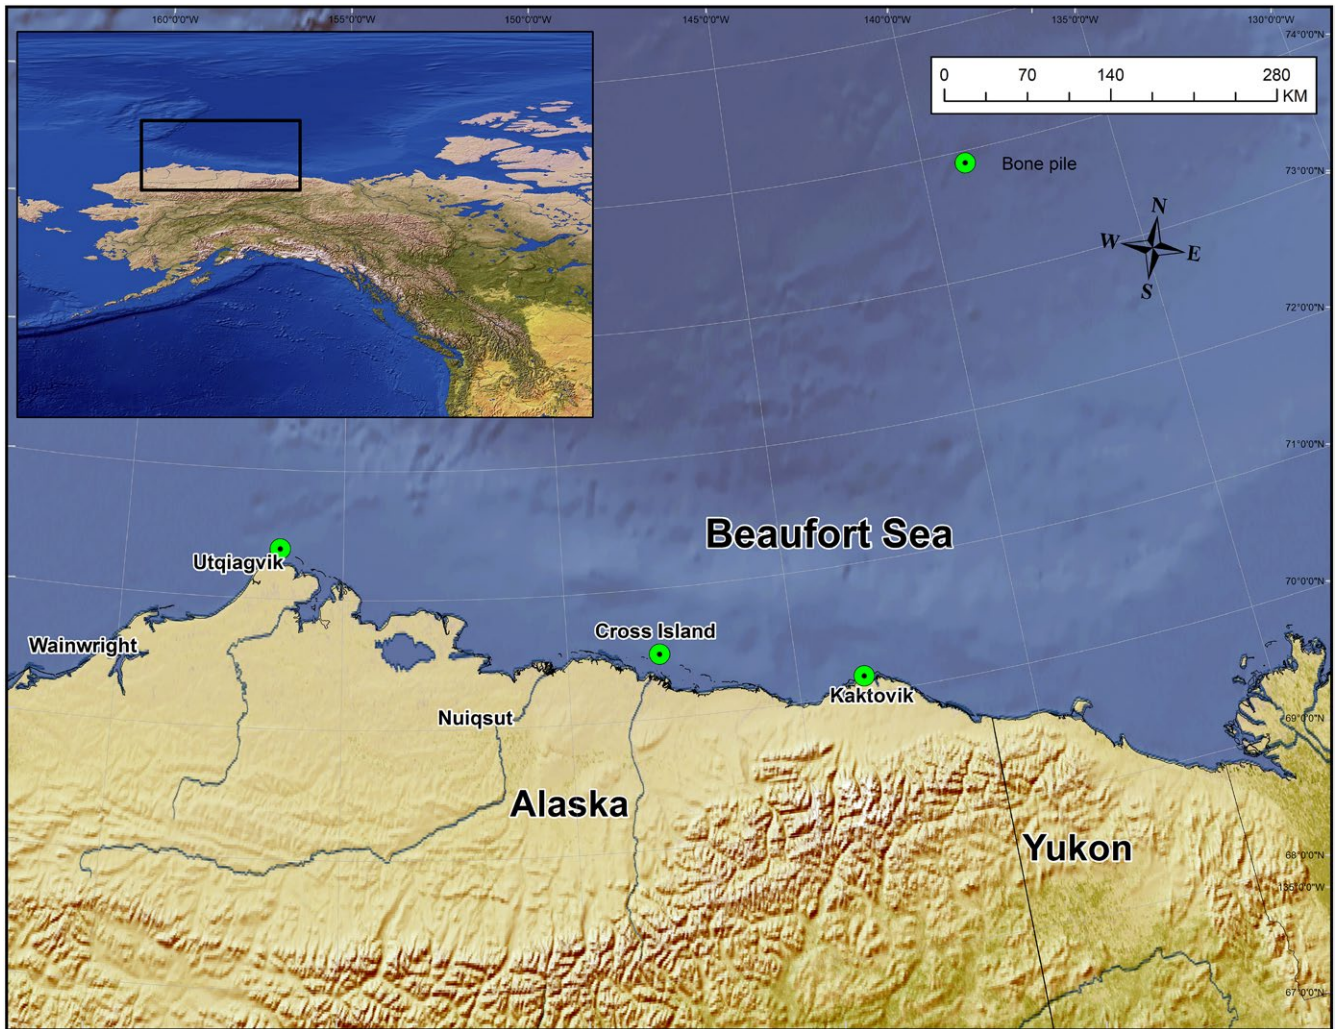 160°0'0"W 155°0'0"W 150°0'0"W 145°0'0"W 140°0'0"W 135°0'0"W 130°0'0"W
74°0'0"N
0 70 140 280
KM
Bone pile
73°0'0"N
N
W E
S
72°0'0"N
71°0'0"N
Beaufort Sea
Utqiagvik
70°0'0"N
Cross Island
Wainwright
Kaktovik
Nuiqsut
69°0'0"N
Alaska
Yukon
68°0'0"N
135°0'0"W
67°0'0"N